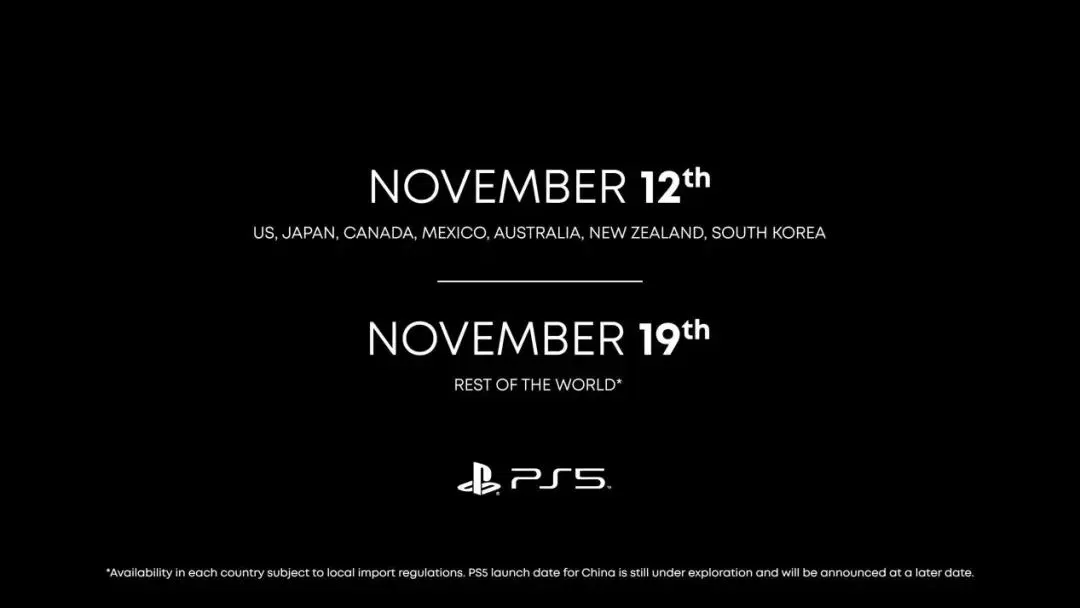 NOVEMBER 12th
US, JAPAN, CANADA, MEXICO, AUSTRALIA, NEW ZEALAND, SOUTH KOREA
NOVEMBER 19th
REST OF THE WORLD*
PS5™
*Availability in each country subject to local import regulations. PS5 launch date for China is still under exploration and will be announced at a later date.